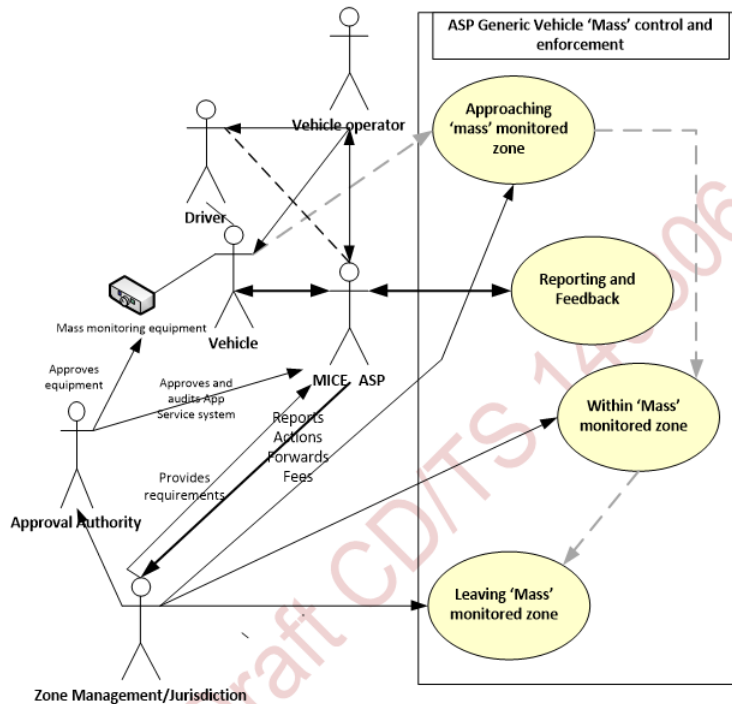 ASP Generic Vehicle ‘Mass’ control and
enforcement
Approaching
‘mass’ monitored
zone
Vehicle operator
Driver
Reporting and
Feedback
Mass monitoring equipment
Vehicle
Approves
equipment
Approves and
audits App
Service system
MICE ASP
Reports
Actions
Forwards
Fees
Within ‘Mass’
monitored zone
Provides
requirements
Approval Authority
Leaving ‘Mass’
monitored zone
Zone Management/Jurisdiction
Draft CD/TS